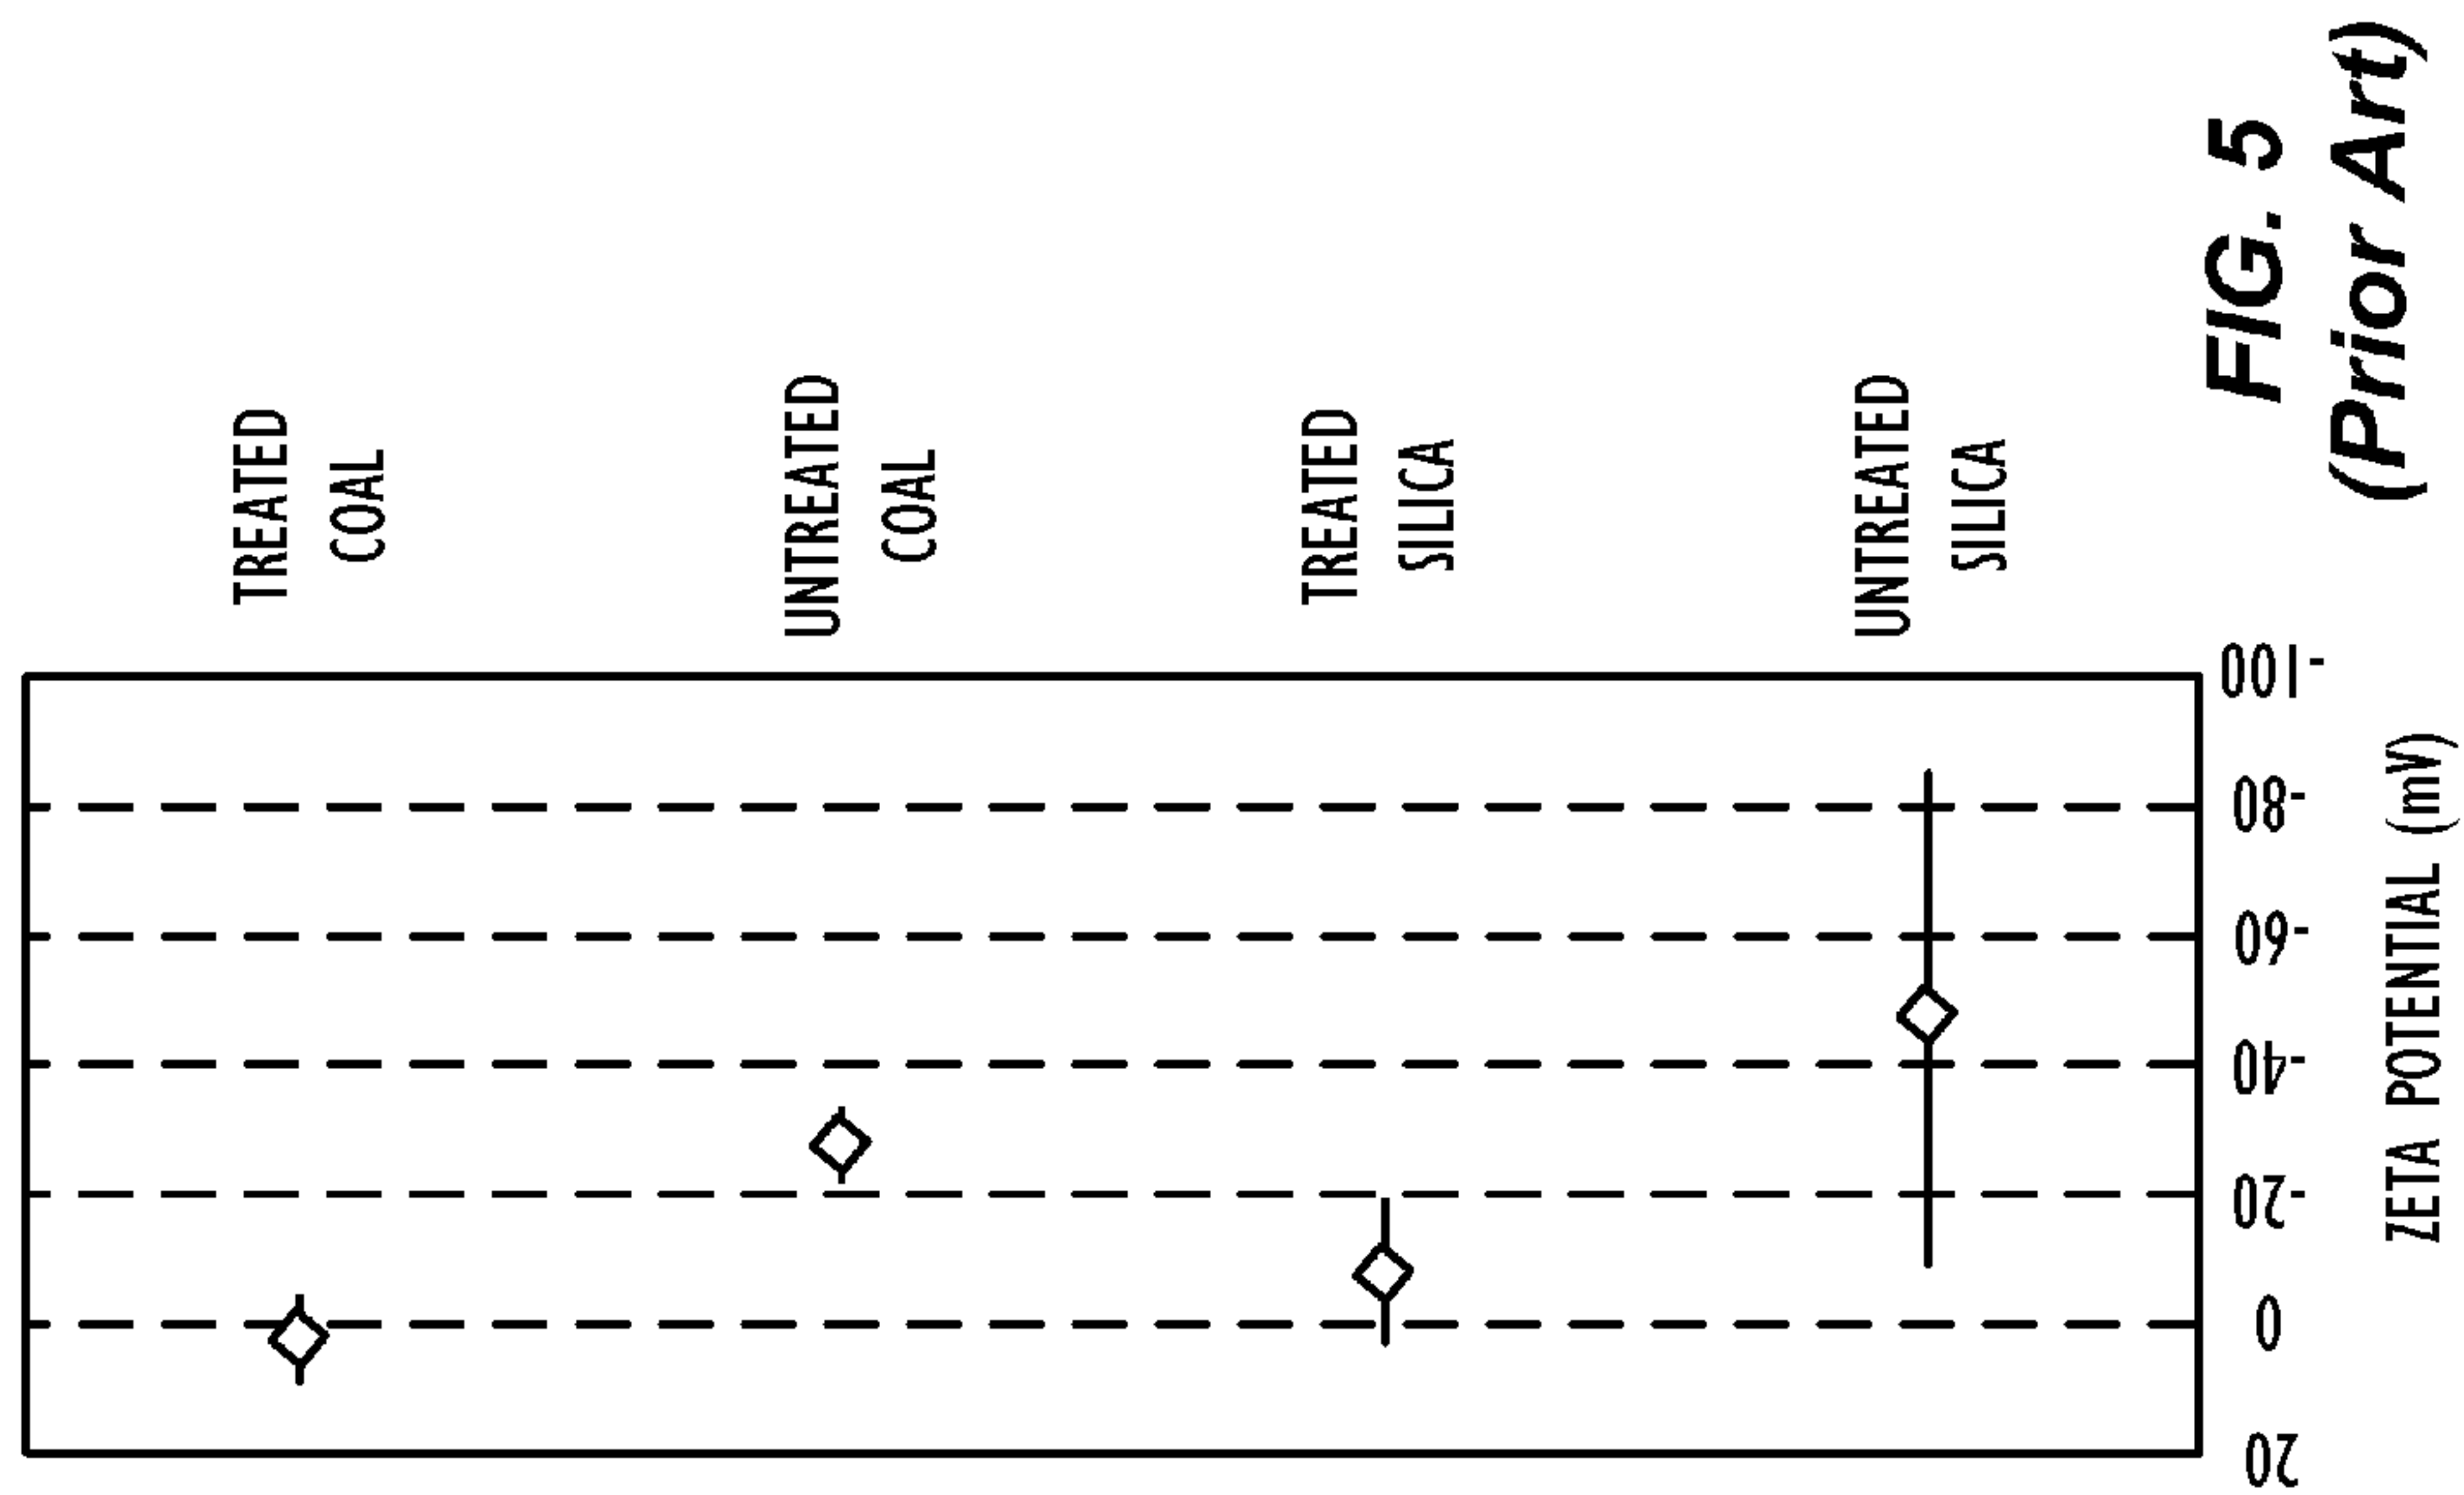 TREATED
COAL
UNTREATED
COAL
TREATED
SILICA
UNTREATED
SILICA
-100
-80
-60
-40
-20
0
20
ZETA POTENTIAL (mW)
FIG. 5
(Prior Art)